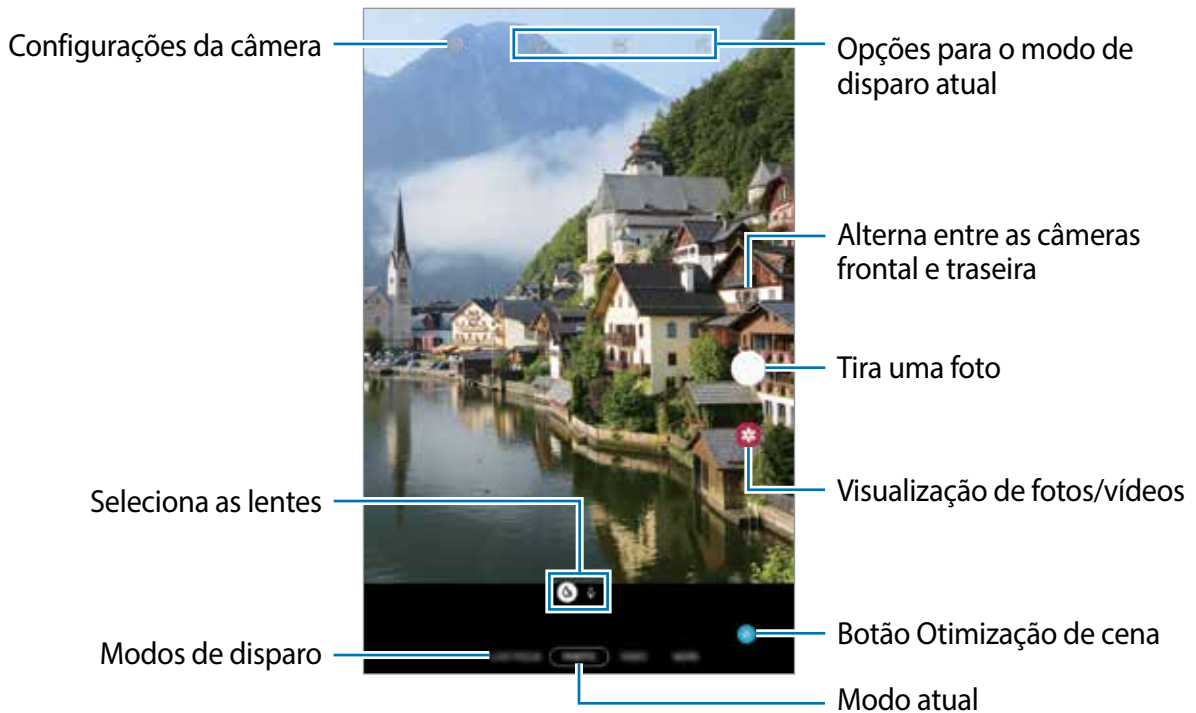 Configurações da câmera
Opções para o modo de
disparo atual
Alterna entre as câmeras
frontal e traseira
Tira uma foto
Visualização de fotos/vídeos
Seleciona as lentes
Botão Otimização de cena
Modos de disparo
Modo atual